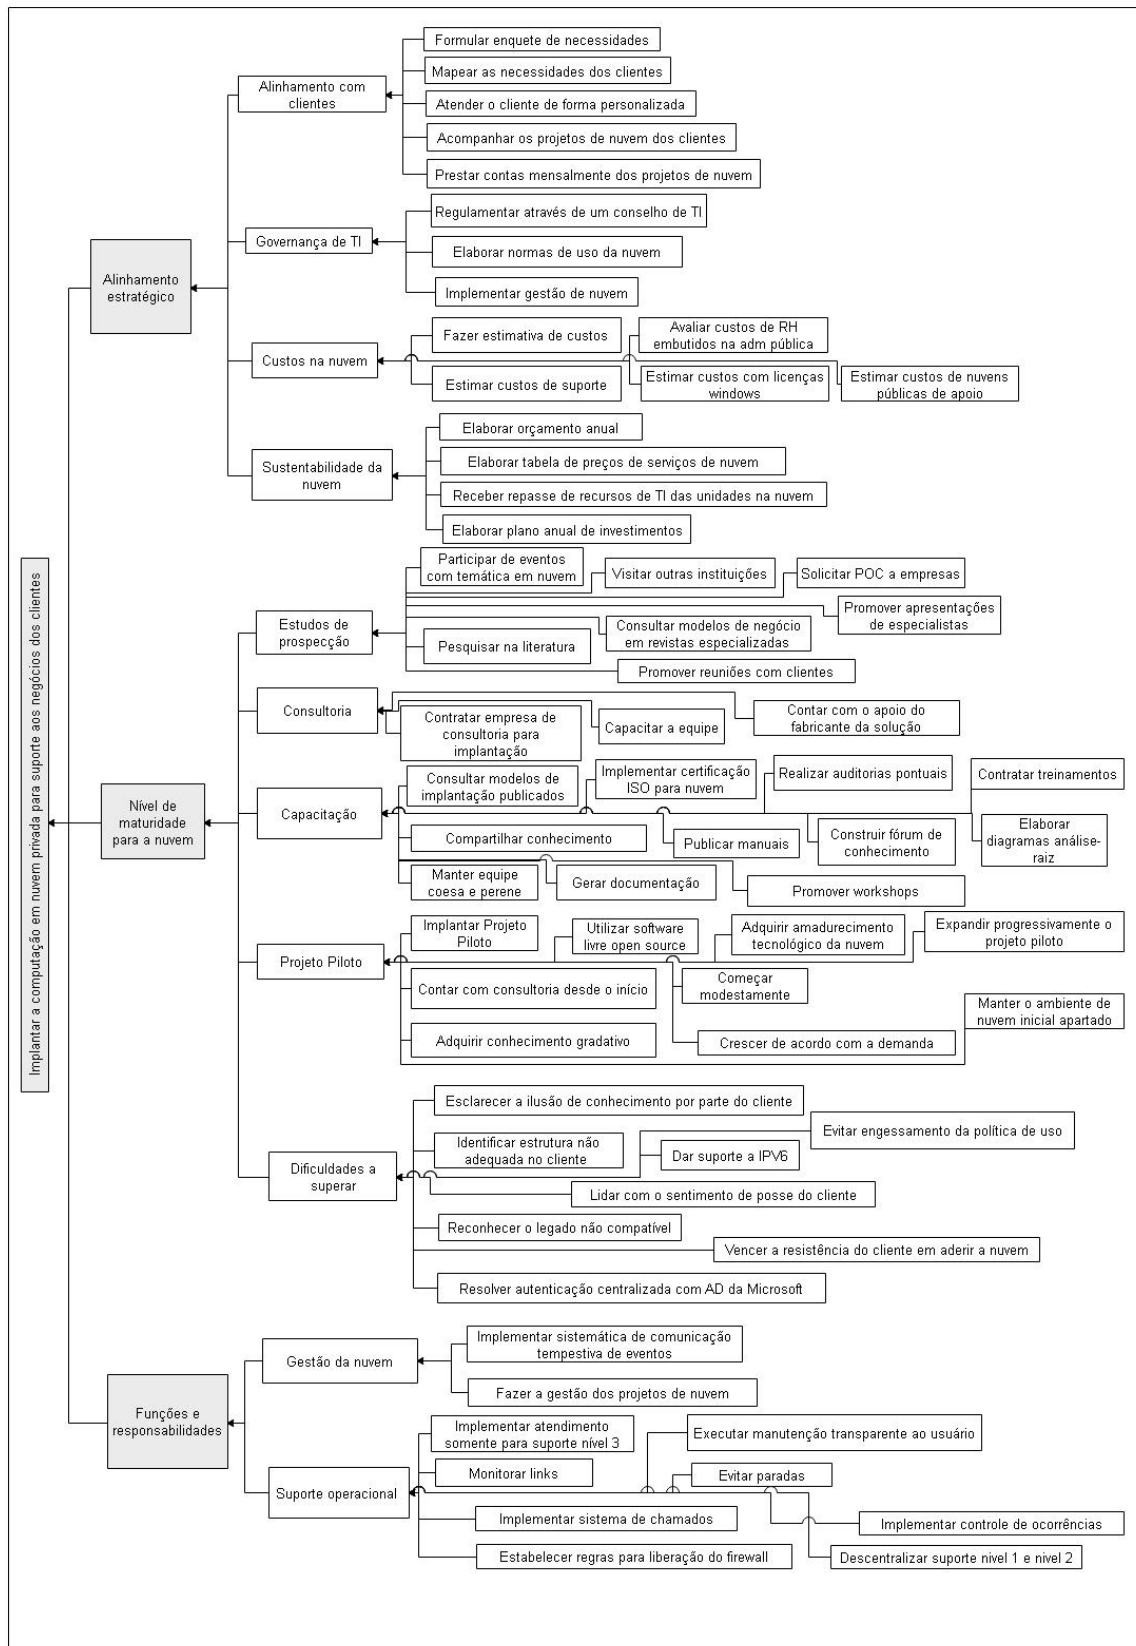 Implantar a computação em nuvem privada para suporte aos negócios dos clientes
Alinhamento
estratégico
Alinhamento com
clientes
Formular enquete de necessidades
Mapear as necessidades dos clientes
Atender o cliente de forma personalizada
Acompanhar os projetos de nuvem dos clientes
Prestar contas mensalmente dos projetos de nuvem
Governança de TI
Regulamentar através de um conselho de TI
Elaborar normas de uso da nuvem
Implementar gestão de nuvem
Custos na nuvem
Fazer estimativa de custos
Avaliar custos de RH
embutidos na adm pública
Estimar custos de suporte
Estimar custos com licenças
windows
Estimar custos de nuvens
públicas de apoio
Sustentabilidade da
nuvem
Elaborar orçamento anual
Elaborar tabela de preços de serviços de nuvem
Receber repasse de recursos de TI das unidades na nuvem
Elaborar plano anual de investimentos
Nível de
maturidade
para a nuvem
Estudos de
prospecção
Participar de eventos
com temática em nuvem
Visitar outras instituições
Solicitar POC a empresas
Promover apresentações
de especialistas
Pesquisar na literatura
Consultar modelos de negócio
em revistas especializadas
Promover reuniões com clientes
Consultoria
Contratar empresa de
consultoria para
implantação
Capacitar a equipe
Contar com o apoio do
fabricante da solução
Capacitação
Consultar modelos de
implantação publicados
Implementar certificação
ISO para nuvem
Realizar auditorias pontuais
Contratar treinamentos
Compartilhar conhecimento
Publicar manuais
Construir fórum de
conhecimento
Elaborar
diagramas análise-
raiz
Manter equipe
coesa e perene
Gerar documentação
Promover workshops
Projeto Piloto
Implantar Projeto
Piloto
Utilizar software
livre open source
Adquirir amadurecimento
tecnológico da nuvem
Expandir progressivamente o
projeto piloto
Contar com consultoria desde o início
Começar
modestamente
Manter o ambiente de
nuvem inicial apartado
Adquirir conhecimento gradativo
Crescer de acordo com a demanda
Dificuldades a
superar
Esclarecer a ilusão de conhecimento por parte do cliente
Evitar engessamento da política de uso
Identificar estrutura não
adequada no cliente
Dar suporte a IPV6
Lidar com o sentimento de posse do cliente
Reconhecer o legado não compatível
Vencer a resistência do cliente em aderir a nuvem
Resolver autenticação centralizada com AD da Microsoft
Funções e
responsabilidades
Gestão da nuvem
Implementar sistemática de comunicação
tempestiva de eventos
Fazer a gestão dos projetos de nuvem
Suporte operacional
Implementar atendimento
somente para suporte nível 3
Executar manutenção transparente ao usuário
Monitorar links
Evitar paradas
Implementar sistema de chamados
Implementar controle de ocorrências
Estabelecer regras para liberação do firewall
Descentralizar suporte nivel 1 e nivel 2